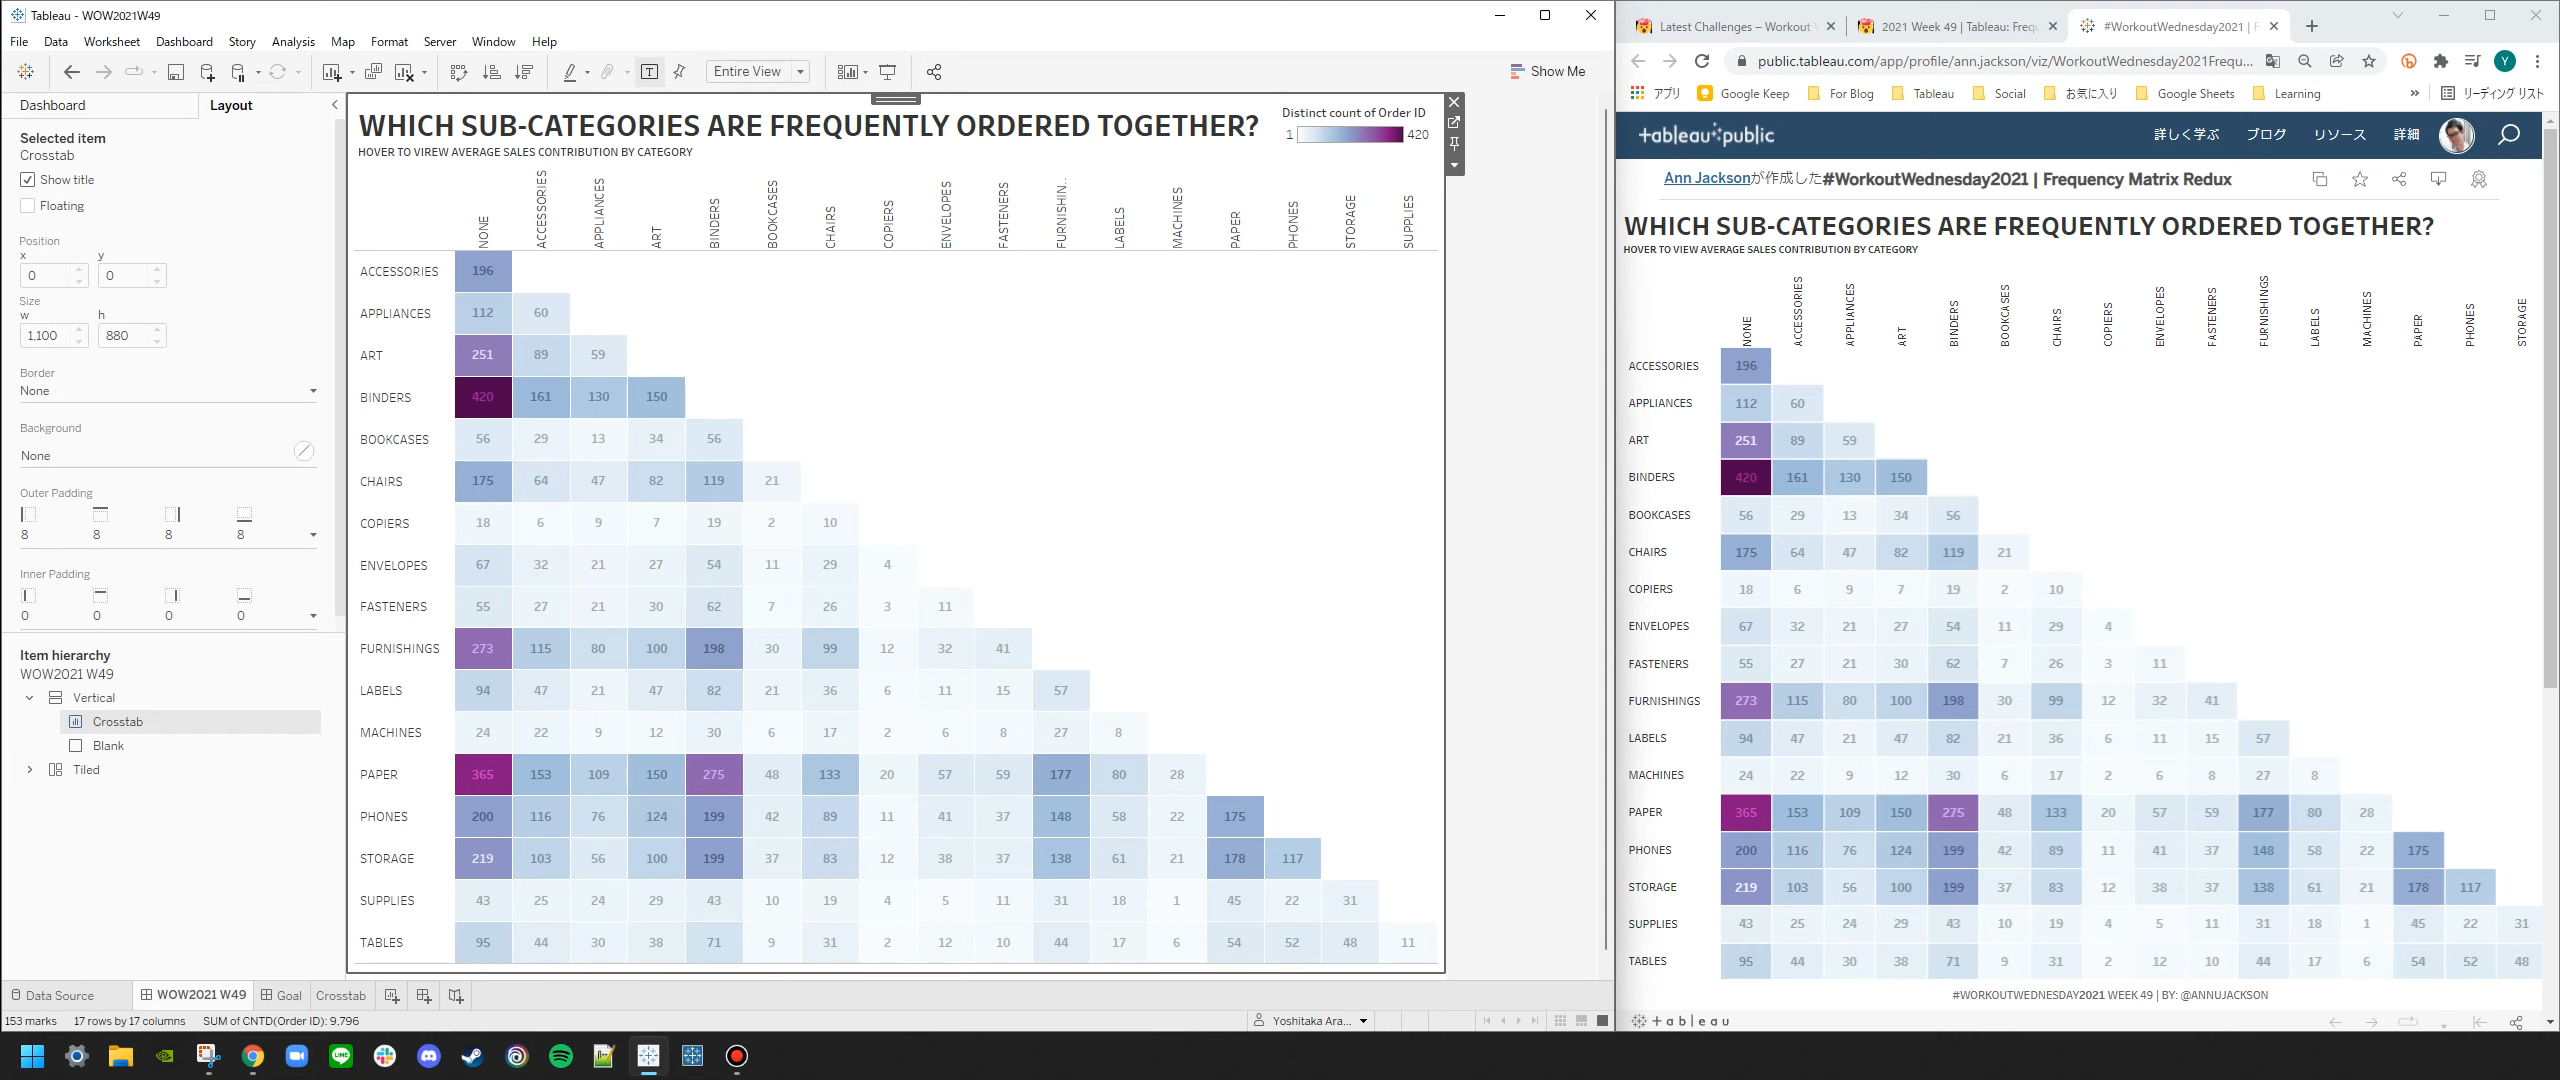 Tableau - WOW2021W49
File Data Worksheet Dashboard Story Analysis Map Format Server Window Help
Entire View
Show Me
Dashboard Layout
Selected item
Crosstab
Show title
Floating
Position
x y
0 0
Size
w h
1,100 880
Border
None
Background
None
Outer Padding
8 8 8 8
Inner Padding
0 0 0 0
Item hierarchy
WOW2021 W49
Vertical
Crosstab
Blank
Tiled
WHICH SUB-CATEGORIES ARE FREQUENTLY ORDERED TOGETHER?
HOVER TO VIREW AVERAGE SALES CONTRIBUTION BY CATEGORY
Distinct count of Order ID
1 420
NONE ACCESSORIES APPLIANCES ART BINDERS BOOKCASES CHAIRS COPIERS ENVELOPES FASTENERS FURNISHIN.. LABELS MACHINES PAPER PHONES STORAGE SUPPLIES
ACCESSORIES 196
APPLIANCES 112 60
ART 251 89 59
BINDERS 420 161 130 150
BOOKCASES 56 29 13 34 56
CHAIRS 175 64 47 82 119 21
COPIERS 18 6 9 7 19 2 10
ENVELOPES 67 32 21 27 54 11 29 4
FASTENERS 55 27 21 30 62 7 26 3 11
FURNISHINGS 273 115 80 100 198 30 99 12 32 41
LABELS 94 47 21 47 82 21 36 6 11 15 57
MACHINES 24 22 9 12 30 6 17 2 6 8 27 8
PAPER 365 153 109 150 275 48 133 20 57 59 177 80 28
PHONES 200 116 76 124 199 42 89 11 41 37 148 58 22 175
STORAGE 219 103 56 100 199 37 83 12 38 37 138 61 21 178 117
SUPPLIES 43 25 24 29 43 10 19 4 5 11 31 18 1 45 22 31
TABLES 95 44 30 38 71 9 31 2 12 10 44 17 6 54 52 48 11
Data Source WOW2021 W49 Goal Crosstab
153 marks 17 rows by 17 columns SUM of CNTD(Order ID): 9,796
Yoshitaka Ara...
Latest Challenges – Workout
2021 Week 49 | Tableau: Freq
#WorkoutWednesday2021 | F
public.tableau.com/app/profile/ann.jackson/viz/WorkoutWednesday2021Frequ...
Y
アプリ Google Keep For Blog Tableau Social お気に入り Google Sheets Learning » リーディング リスト
+ableau public
詳しく学ぶ ブログ リソース 詳細
Ann Jacksonが作成した#WorkoutWednesday2021 | Frequency Matrix Redux
WHICH SUB-CATEGORIES ARE FREQUENTLY ORDERED TOGETHER?
HOVER TO VIEW AVERAGE SALES CONTRIBUTION BY CATEGORY
NONE ACCESSORIES APPLIANCES ART BINDERS BOOKCASES CHAIRS COPIERS ENVELOPES FASTENERS FURNISHINGS LABELS MACHINES PAPER PHONES STORAGE
ACCESSORIES 196
APPLIANCES 112 60
ART 251 89 59
BINDERS 420 161 130 150
BOOKCASES 56 29 13 34 56
CHAIRS 175 64 47 82 119 21
COPIERS 18 6 9 7 19 2 10
ENVELOPES 67 32 21 27 54 11 29 4
FASTENERS 55 27 21 30 62 7 26 3 11
FURNISHINGS 273 115 80 100 198 30 99 12 32 41
LABELS 94 47 21 47 82 21 36 6 11 15 57
MACHINES 24 22 9 12 30 6 17 2 6 8 27 8
PAPER 365 153 109 150 275 48 133 20 57 59 177 80 28
PHONES 200 116 76 124 199 42 89 11 41 37 148 58 22 175
STORAGE 219 103 56 100 199 37 83 12 38 37 138 61 21 178 117
SUPPLIES 43 25 24 29 43 10 19 4 5 11 31 18 1 45 22 31
TABLES 95 44 30 38 71 9 31 2 12 10 44 17 6 54 52 48
#WORKOUTWEDNESDAY2021 WEEK 49 | BY: @ANNUJACKSON
+ableau